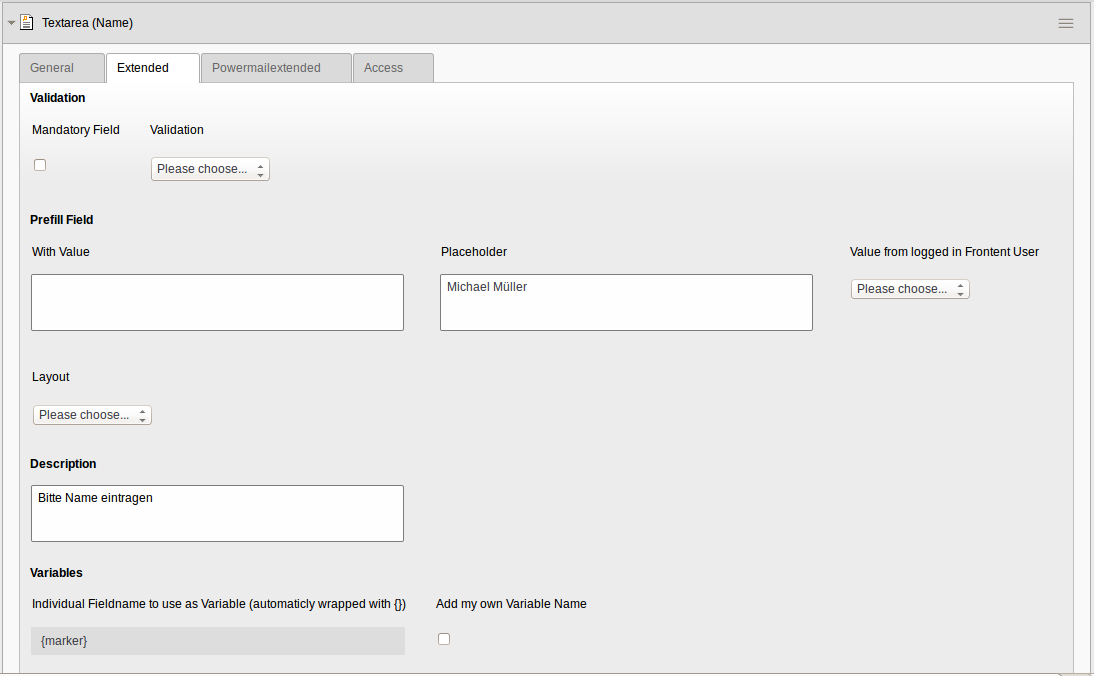 Textarea (Name)
General Extended Powermailextended Access
Validation
Mandatory Field Validation
Please choose...
Prefill Field
With Value Placeholder Value from logged in Frontent User
Michael Müller Please choose...
Layout
Please choose...
Description
Bitte Name eintragen
Variables
Individual Fieldname to use as Variable (automaticly wrapped with {}) Add my own Variable Name
{marker}